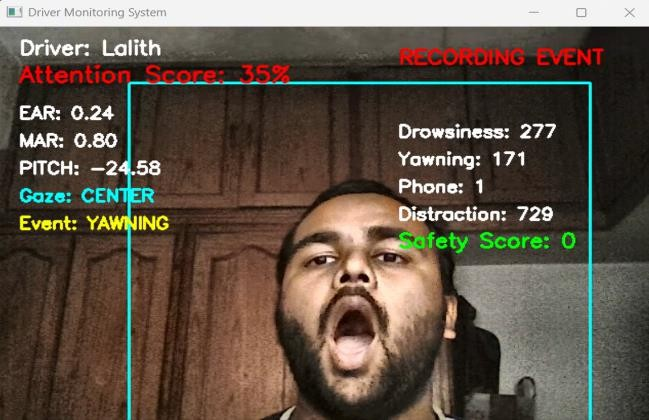 Driver Monitoring System
Driver: Lalith
Attention Score: 35%
EAR: 0.24
MAR: 0.80
PITCH: -24.58
Gaze: CENTER
Event: YAWNING
RECORDING EVENT
Drowsiness: 277
Yawning: 171
Phone: 1
Distraction: 729
Safety Score: 0